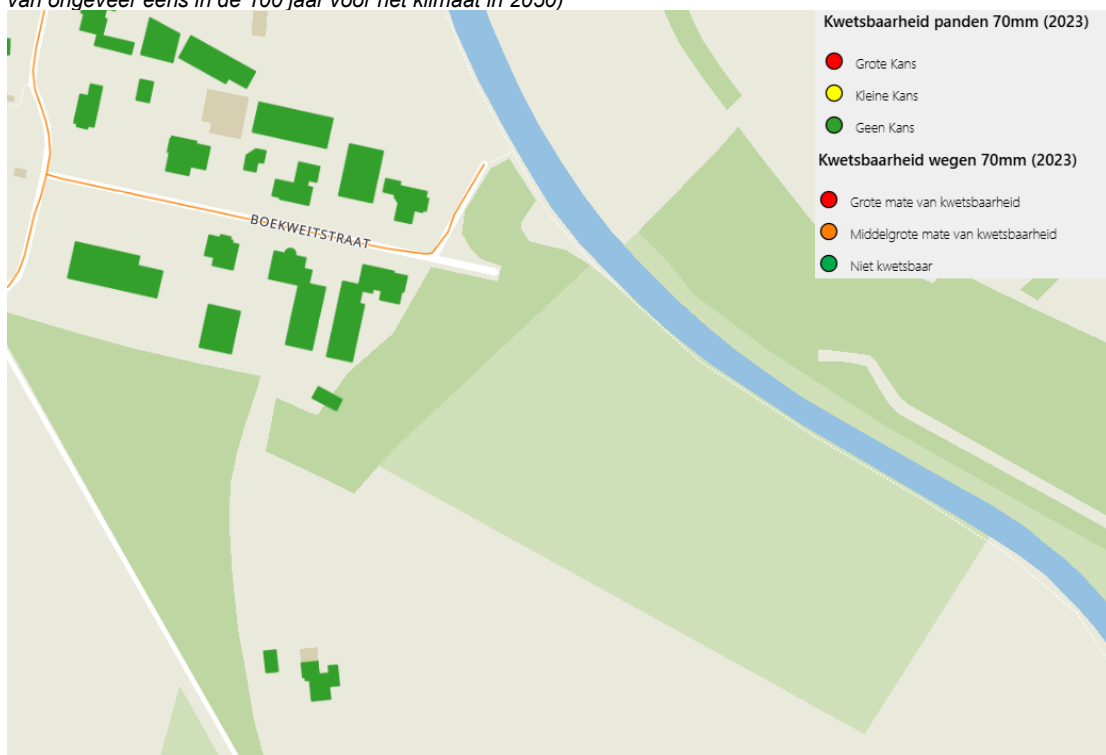 van ongeveer eens in de 100 jaar voor het klimaat in 2050)
Kwetsbaarheid panden 70mm (2023)
Grote Kans
Kleine Kans
Geen Kans
Kwetsbaarheid wegen 70mm (2023)
Grote mate van kwetsbaarheid
Middelgrote mate van kwetsbaarheid
Niet kwetsbaar
BOEKWEITSTRAAT